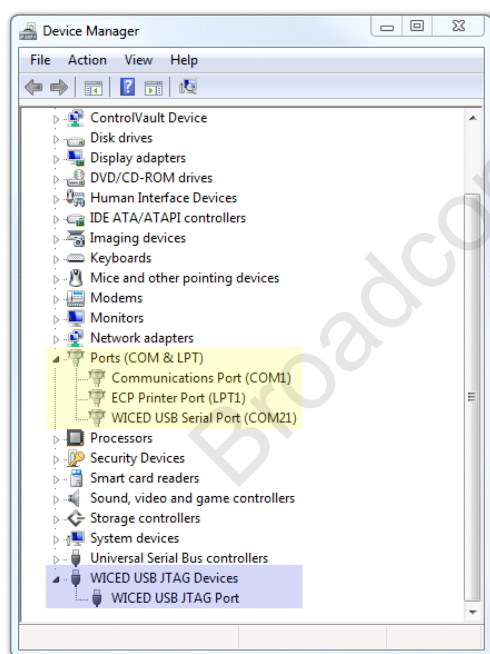 Device Manager
File Action View Help
ControlVault Device
Disk drives
Display adapters
DVD/CD-ROM drives
Human Interface Devices
IDE ATA/ATAPI controllers
Imaging devices
Keyboards
Mice and other pointing devices
Modems
Monitors
Network adapters
Ports (COM & LPT)
Communications Port (COM1)
ECP Printer Port (LPT1)
WICED USB Serial Port (COM21)
Processors
Security Devices
Smart card readers
Sound, video and game controllers
Storage controllers
System devices
Universal Serial Bus controllers
WICED USB JTAG Devices
WICED USB JTAG Port
Broadco